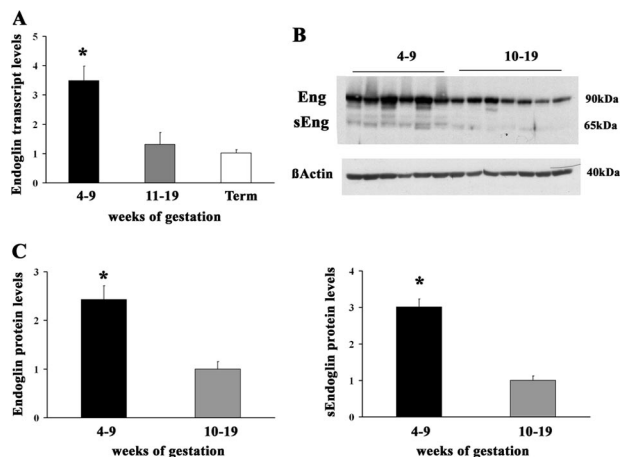 A
Endoglin transcript levels
5
4
3
2
1
0
*
4-9 11-19 Term
weeks of gestation
B
4-9 10-19
Eng 90kDa
sEng 65kDa
ßActin 40kDa
C
Endoglin protein levels
3
2
1
0
*
4-9 10-19
weeks of gestation
sEndoglin protein levels
4
3
2
1
0
*
4-9 10-19
weeks of gestation